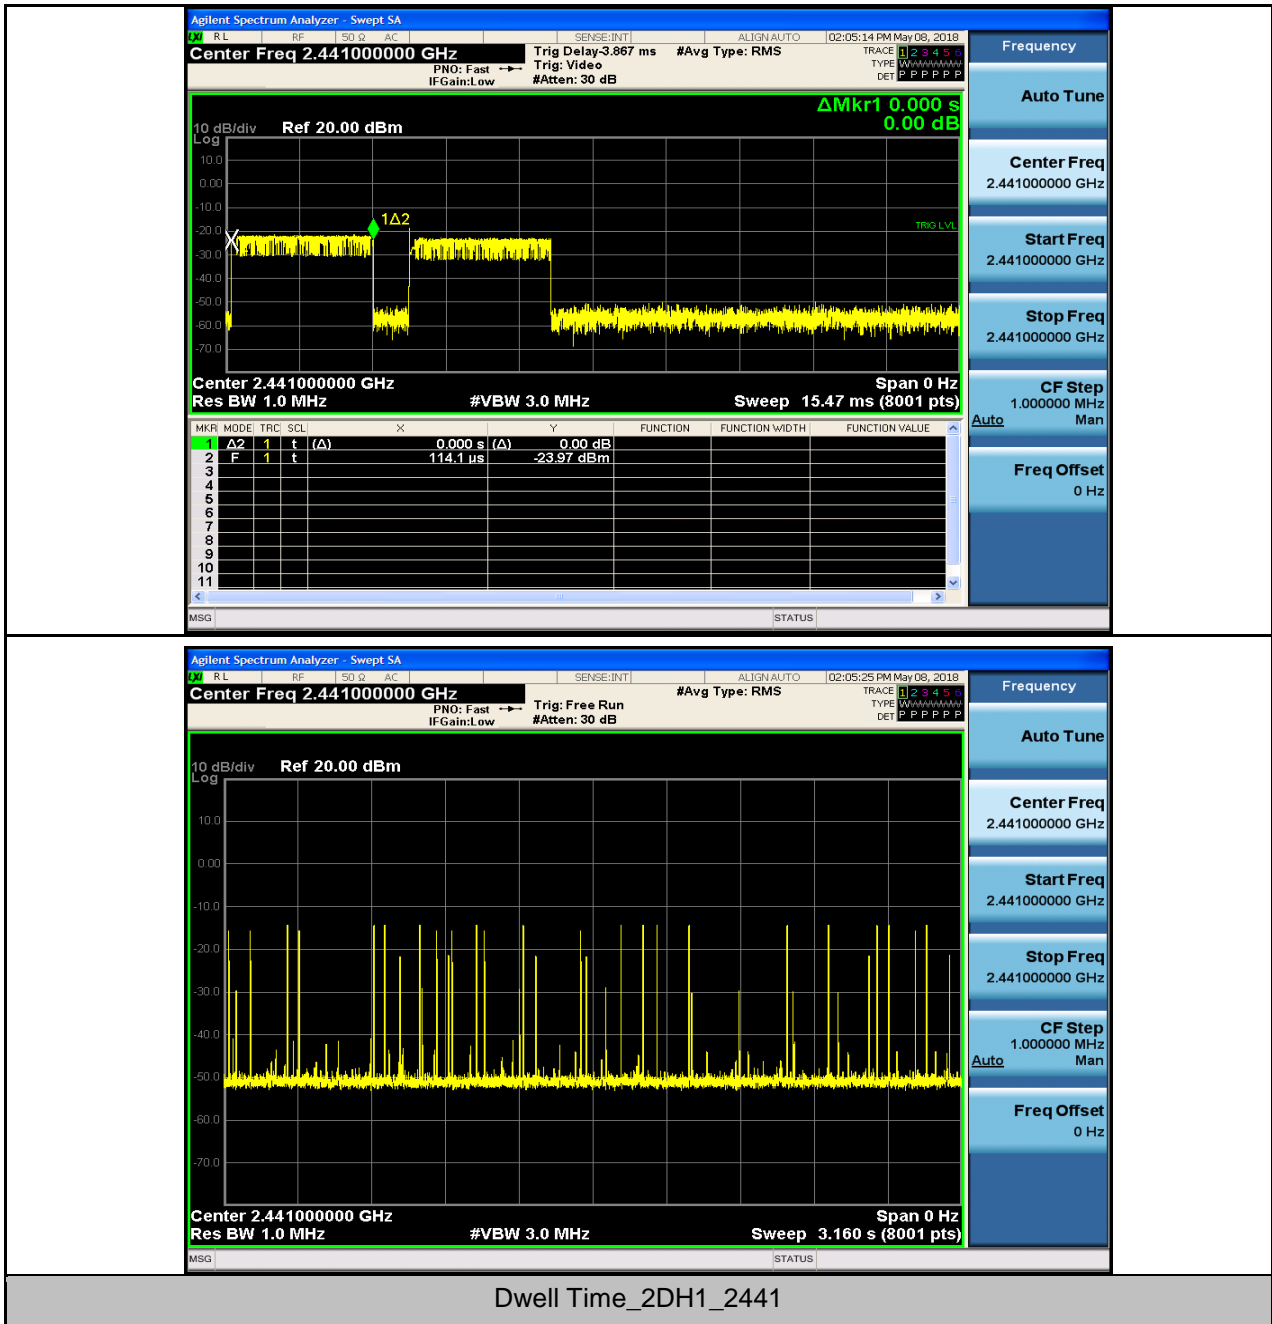 Agilent Spectrum Analyzer - Swept SA
LXI RL RF 50 Ω AC SENSE:INT ALIGN AUTO 02:05:14 PM May 08, 2018
Center Freq 2.441000000 GHz
Trig Delay-3.867 ms #Avg Type: RMS
TRACE 1 2 3 4 5 6
PNO: Fast Trig: Video
TYPE W
IFGain:Low #Atten: 30 dB
DET P P P P P P
ΔMkr1 0.000 s
0.00 dB
10 dB/div Ref 20.00 dBm
Log
10.0
0.00
-10.0
-20.0
-30.0
-40.0
-50.0
-60.0
-70.0
1Δ2
TRIG LVL
Center 2.441000000 GHz Span 0 Hz
Res BW 1.0 MHz #VBW 3.0 MHz Sweep 15.47 ms (8001 pts)
MKR MODE TRC SCL X Y FUNCTION FUNCTION WIDTH FUNCTION VALUE
1 Δ2 1 t (Δ) 0.000 s (Δ) 0.00 dB
2 F 1 t 114.1 µs -23.97 dBm
3
4
5
6
7
8
9
10
11
MSG STATUS
Frequency
Auto Tune
Center Freq
2.441000000 GHz
Start Freq
2.441000000 GHz
Stop Freq
2.441000000 GHz
CF Step
1.000000 MHz
Auto Man
Freq Offset
0 Hz
Agilent Spectrum Analyzer - Swept SA
LXI RL RF 50 Ω AC SENSE:INT ALIGN AUTO 02:05:25 PM May 08, 2018
Center Freq 2.441000000 GHz
#Avg Type: RMS
TRACE 1 2 3 4 5 6
PNO: Fast Trig: Free Run
TYPE W
IFGain:Low #Atten: 30 dB
DET P P P P P P
10 dB/div Ref 20.00 dBm
Log
10.0
0.00
-10.0
-20.0
-30.0
-40.0
-50.0
-60.0
-70.0
Center 2.441000000 GHz Span 0 Hz
Res BW 1.0 MHz #VBW 3.0 MHz Sweep 3.160 s (8001 pts)
MSG STATUS
Frequency
Auto Tune
Center Freq
2.441000000 GHz
Start Freq
2.441000000 GHz
Stop Freq
2.441000000 GHz
CF Step
1.000000 MHz
Auto Man
Freq Offset
0 Hz
Dwell Time_2DH1_2441